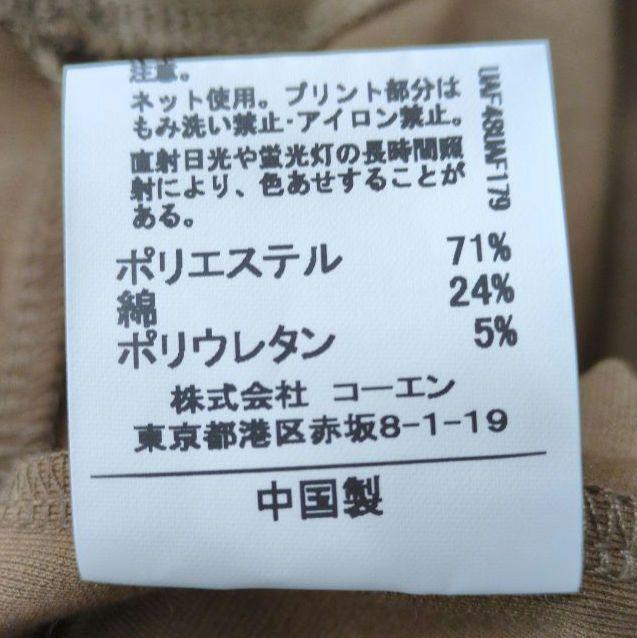 注意。
ネット使用。プリント部分は
もみ洗い禁止・アイロン禁止。
直射日光や蛍光灯の長時間照
射により、色あせすることが
ある。
ポリエステル 71%
綿 24%
ポリウレタン 5%
株式会社 コーエン
東京都港区赤坂8-1-19
中国製